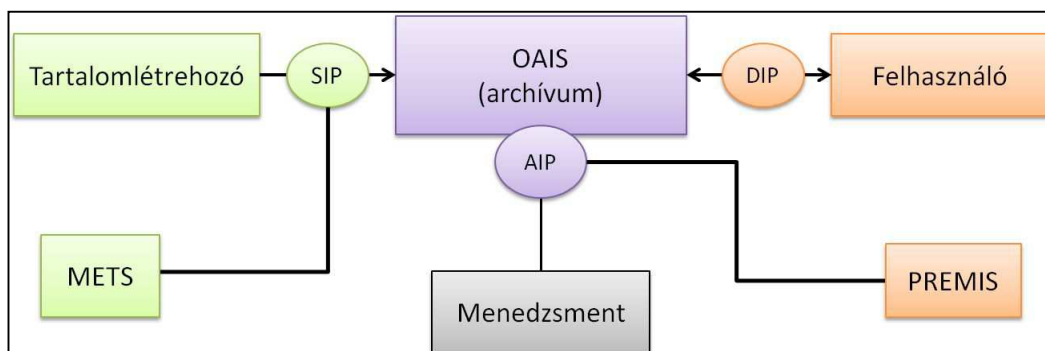 Tartalomlétrehozó
SIP
OAIS
(archívum)
DIP
Felhasználó
AIP
METS
PREMIS
Menedzsment